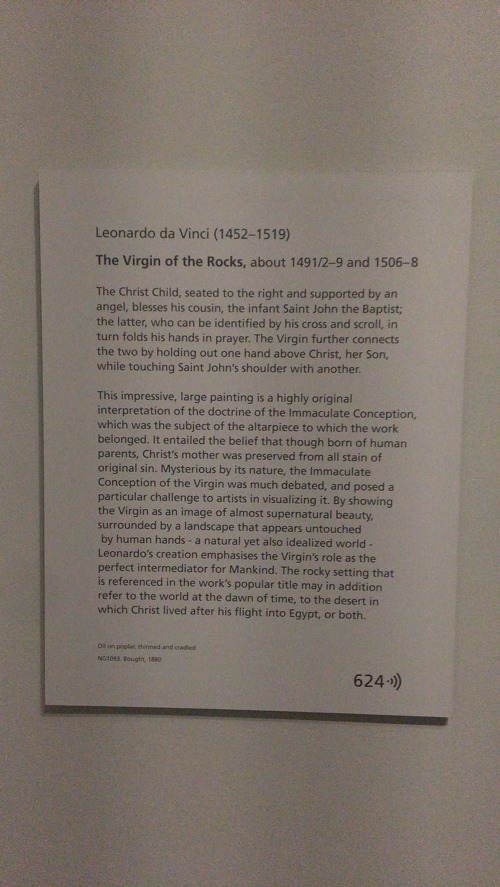 Leonardo da Vinci (1452–1519)
The Virgin of the Rocks, about 1491/2–9 and 1506–8
The Christ Child, seated to the right and supported by an
angel, blesses his cousin, the infant Saint John the Baptist;
the latter, who can be identified by his cross and scroll, in
turn folds his hands in prayer. The Virgin further connects
the two by holding out one hand above Christ, her Son,
while touching Saint John's shoulder with another.
This impressive, large painting is a highly original
interpretation of the doctrine of the Immaculate Conception,
which was the subject of the altarpiece to which the work
belonged. It entailed the belief that though born of human
parents, Christ's mother was preserved from all stain of
original sin. Mysterious by its nature, the Immaculate
Conception of the Virgin was much debated, and posed a
particular challenge to artists in visualizing it. By showing
the Virgin as an image of almost supernatural beauty,
surrounded by a landscape that appears untouched
by human hands - a natural yet also idealized world -
Leonardo's creation emphasises the Virgin's role as the
perfect intermediator for Mankind. The rocky setting that
is referenced in the work's popular title may in addition
refer to the world at the dawn of time, to the desert in
which Christ lived after his flight into Egypt, or both.
Oil on poplar, thinned and cradled
NG1093. Bought, 1880
624